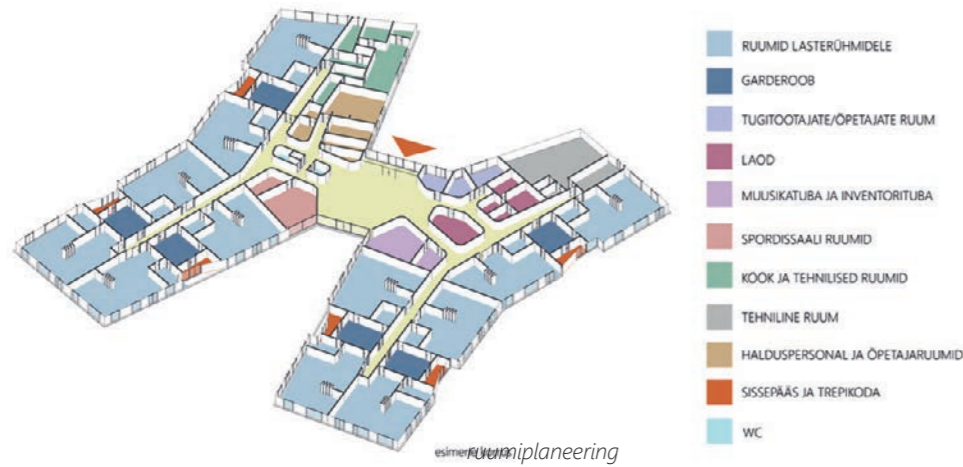 RUUMID LASTERÜHMIDELE
GARDEROOB
TUGITOOTAJATE/ÕPETAJATE RUUM
LAOD
MUUSIKATUBA JA INVENTORITUBA
SPORDISSAALI RUUMID
KÖÖK JA TEHNILISED RUUMID
TEHNILINE RUUM
HALDUSPERSONAL JA ÕPETAJARUUMID
SISSEPÄÄS JA TREPIKODA
WC
esimene
ruumiplaneering